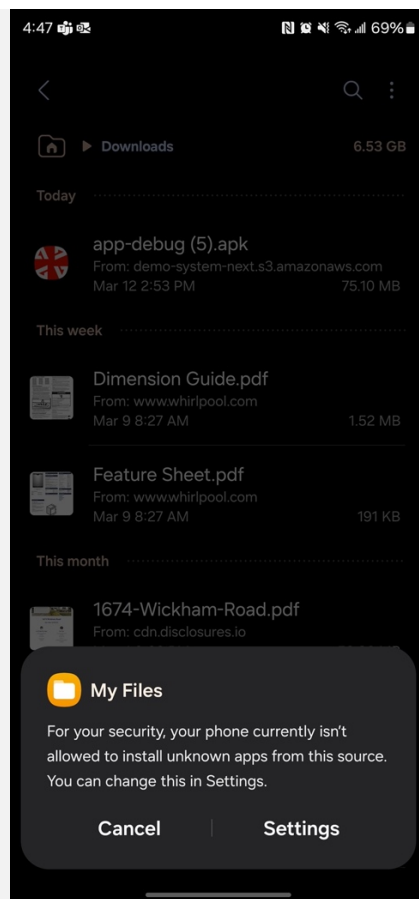 4:47 69%
Downloads 6.53 GB
Today
app-debug (5).apk
From: demo-system-next.s3.amazonaws.com
Mar 12 2:53 PM 75.10 MB
This week
Dimension Guide.pdf
From: www.whirlpool.com
Mar 9 8:27 AM 1.52 MB
Feature Sheet.pdf
From: www.whirlpool.com
Mar 9 8:27 AM 191 KB
This month
1674-Wickham-Road.pdf
From: cdn.disclosures.io
My Files
For your security, your phone currently isn't
allowed to install unknown apps from this source.
You can change this in Settings.
Cancel Settings